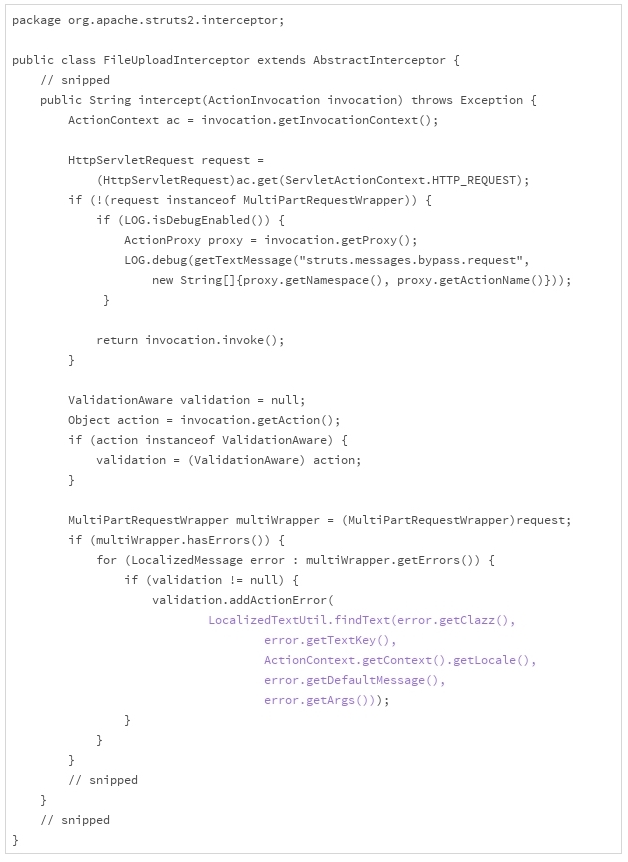 package org.apache.struts2.interceptor;

public class FileUploadInterceptor extends AbstractInterceptor {
    // snipped
    public String intercept(ActionInvocation invocation) throws Exception {
        ActionContext ac = invocation.getInvocationContext();

        HttpServletRequest request =
            (HttpServletRequest)ac.get(ServletActionContext.HTTP_REQUEST);
        if (!(request instanceof MultiPartRequestWrapper)) {
            if (LOG.isDebugEnabled()) {
                ActionProxy proxy = invocation.getProxy();
                LOG.debug(getTextMessage("struts.messages.bypass.request",
                    new String[]{proxy.getNamespace(), proxy.getActionName()}));
             }

            return invocation.invoke();
        }

        ValidationAware validation = null;
        Object action = invocation.getAction();
        if (action instanceof ValidationAware) {
            validation = (ValidationAware) action;
        }

        MultiPartRequestWrapper multiWrapper = (MultiPartRequestWrapper)request;
        if (multiWrapper.hasErrors()) {
            for (LocalizedMessage error : multiWrapper.getErrors()) {
                if (validation != null) {
                    validation.addActionError(
                            LocalizedTextUtil.findText(error.getClazz(),
                                    error.getTextKey(),
                                    ActionContext.getContext().getLocale(),
                                    error.getDefaultMessage(),
                                    error.getArgs()));
                }
            }
        }
        // snipped
    }
    // snipped
}